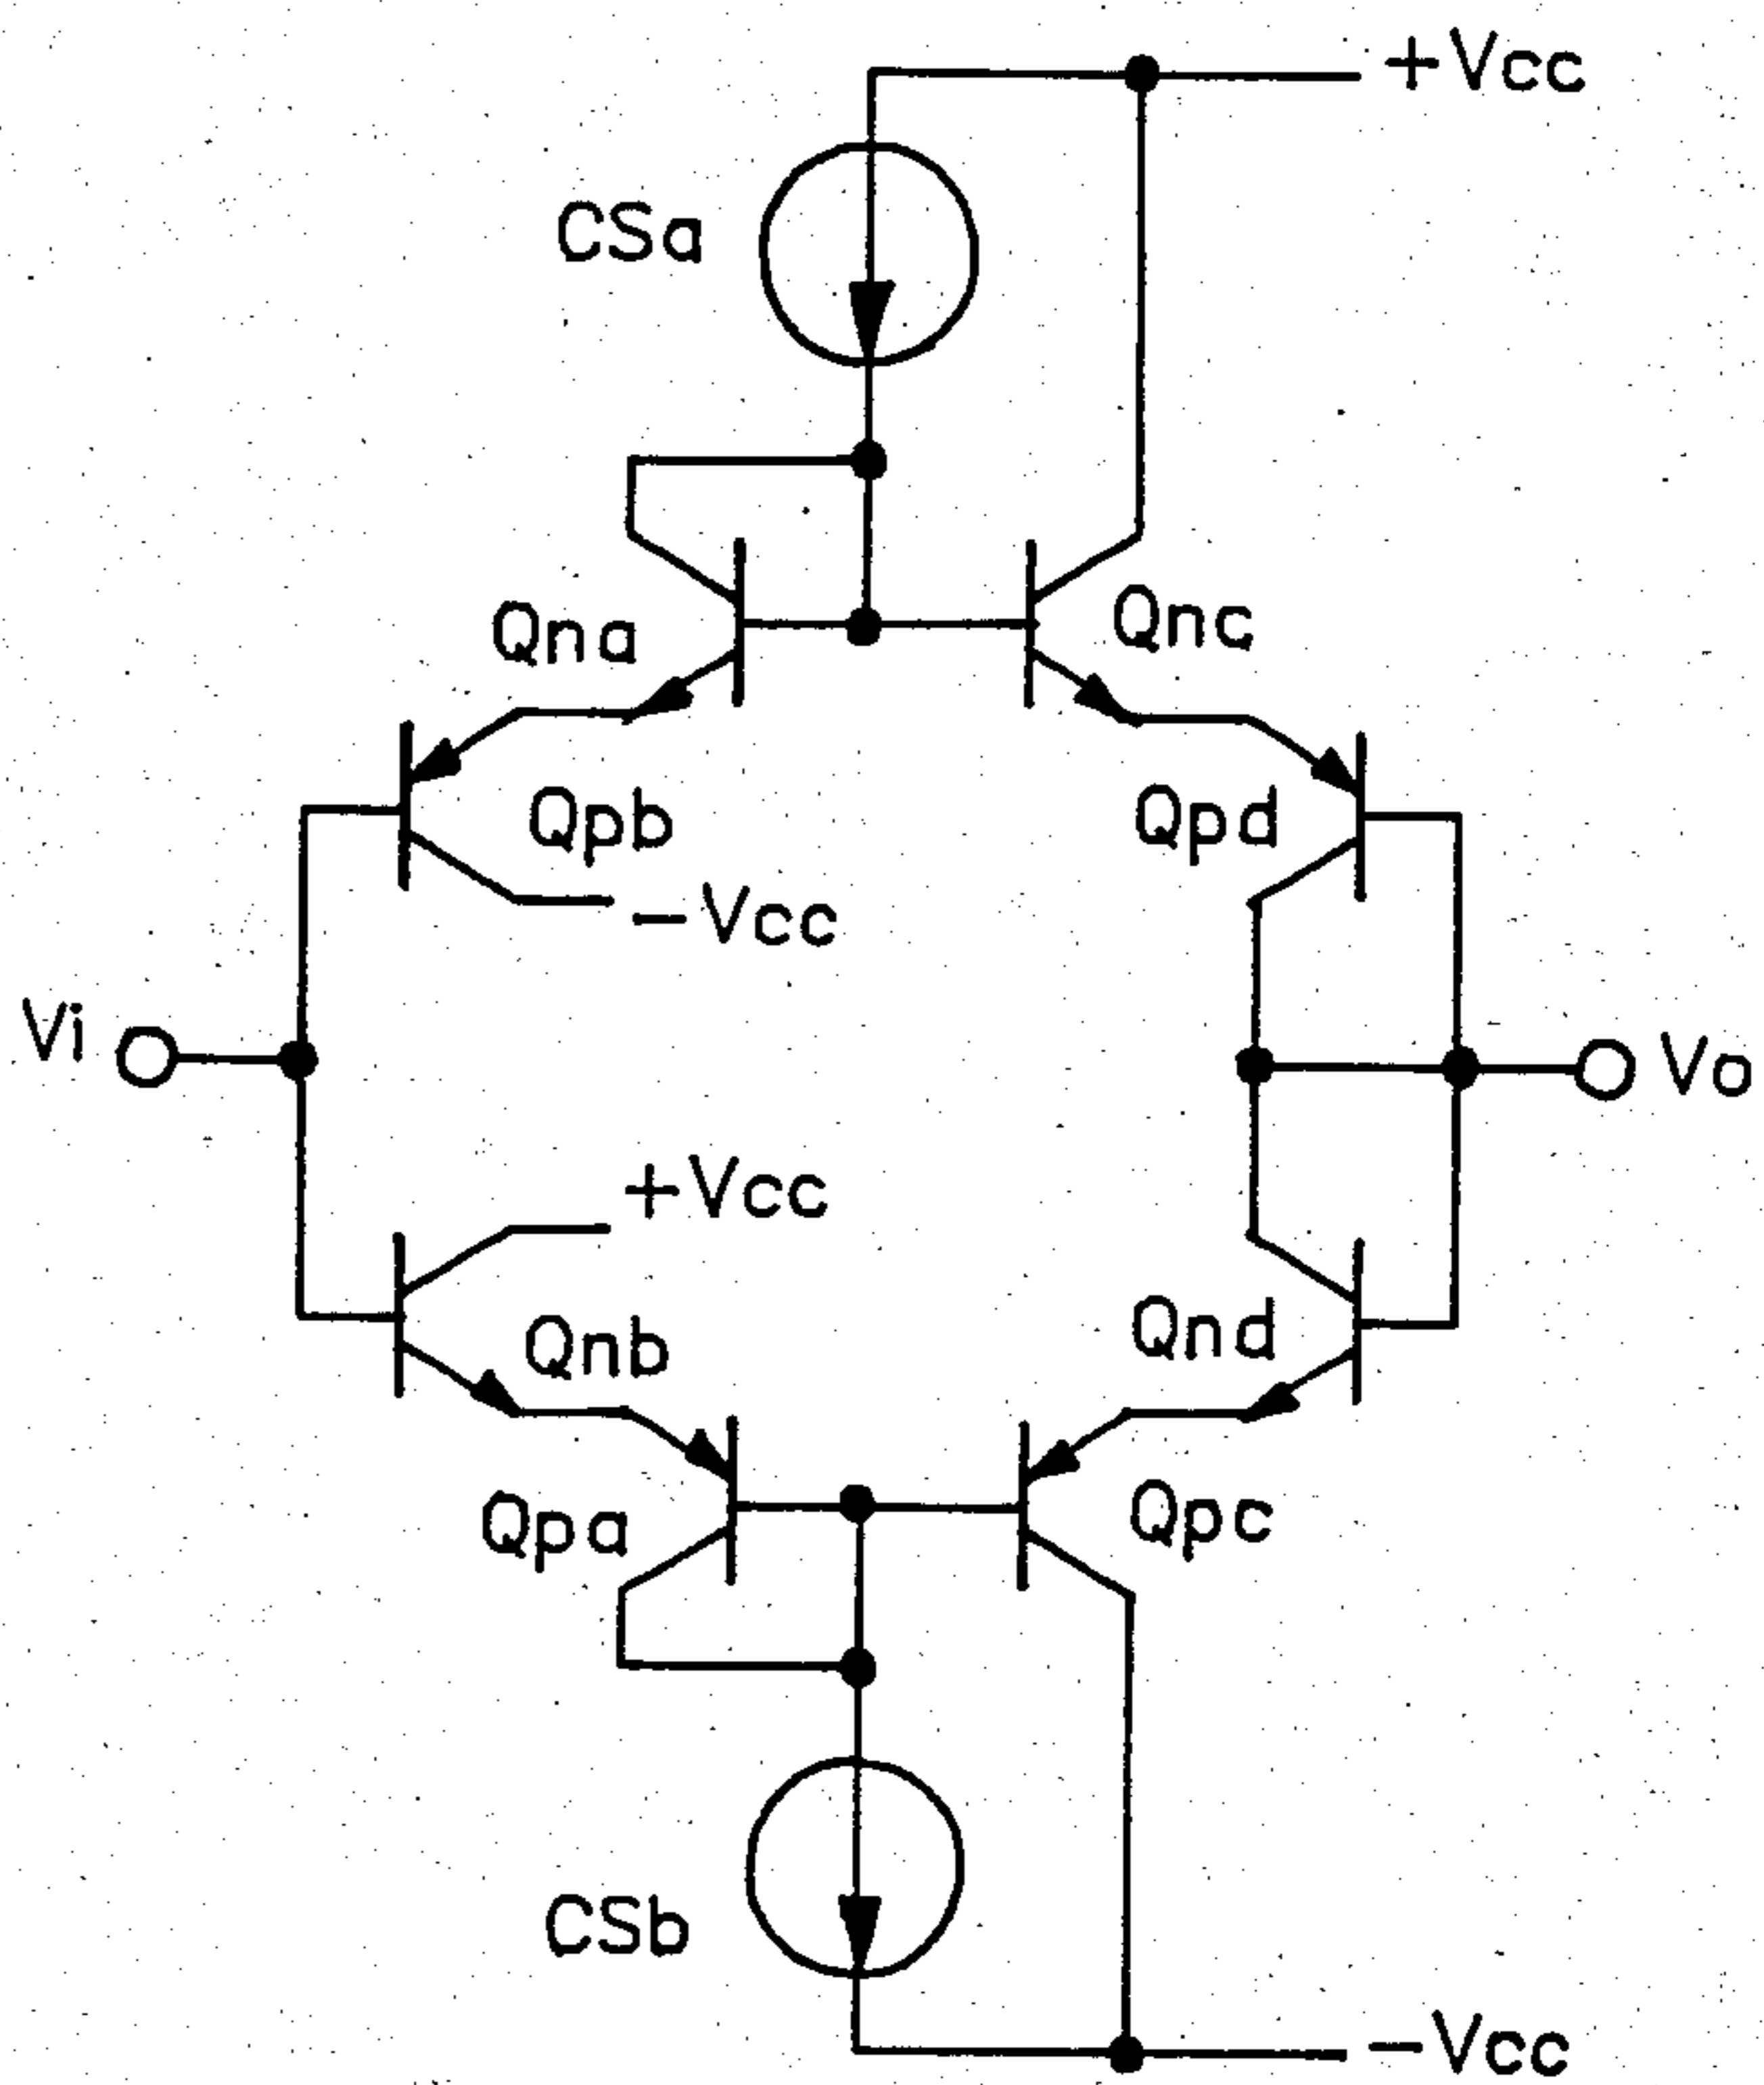 +Vcc
CSa
Qna
Qnc
Qpb
Qpd
-Vcc
Vi
Vo
+Vcc
Qnb
Qnd
Qpa
Qpc
CSb
-Vcc